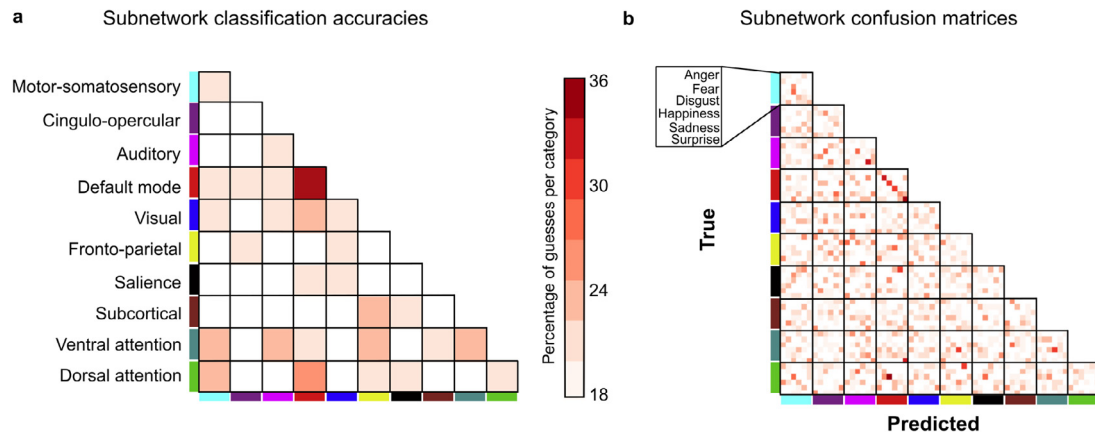 a
Subnetwork classification accuracies
Motor-somatosensory
Cingulo-opercular
Auditory
Default mode
Visual
Fronto-parietal
Salience
Subcortical
Ventral attention
Dorsal attention
Percentage of guesses per category
36
30
24
18
b
Subnetwork confusion matrices
Anger
Fear
Disgust
Happiness
Sadness
Surprise
True
Predicted